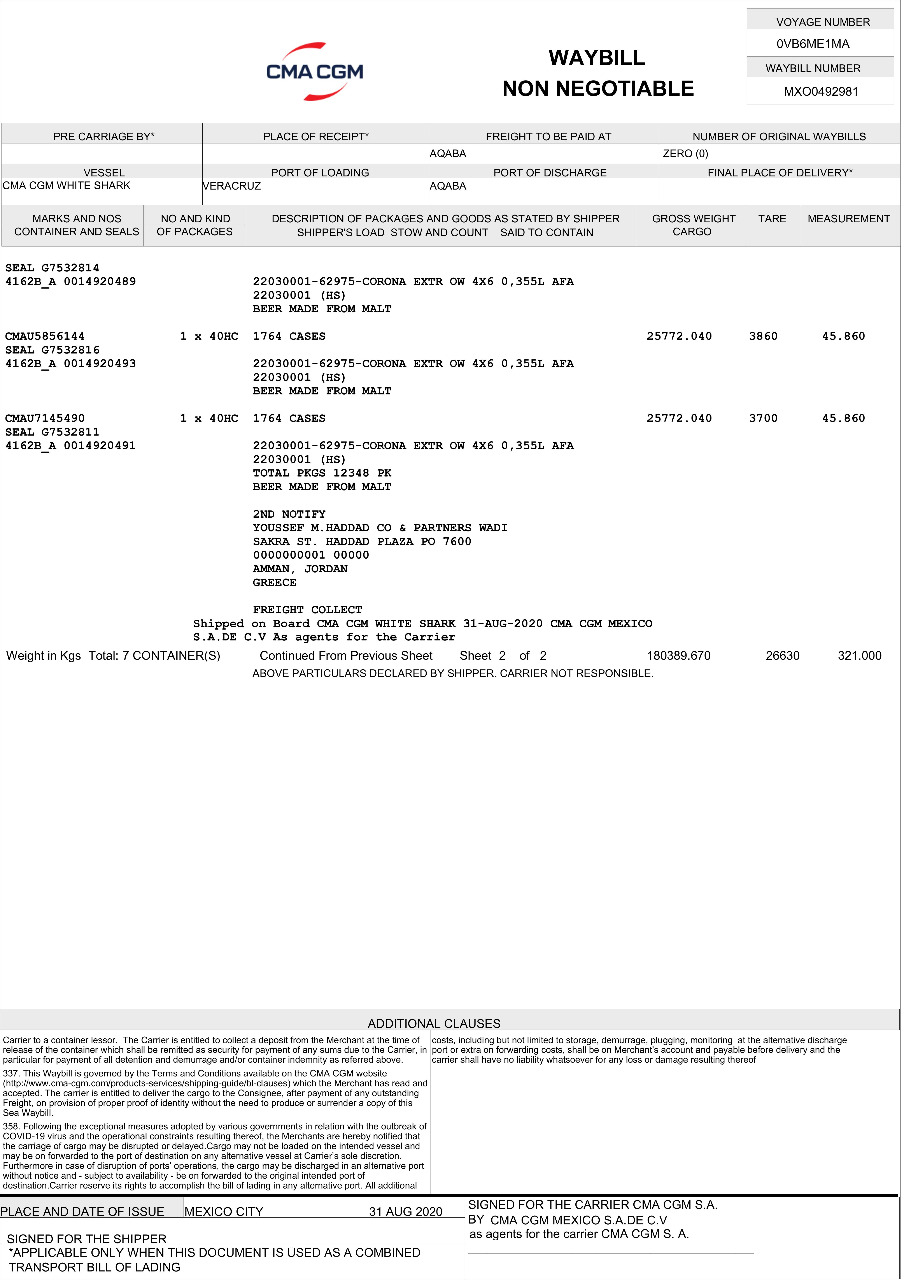 VOYAGE NUMBER
0VB6ME1MA
WAYBILL NUMBER
MXO0492981
CMA CGM
WAYBILL
NON NEGOTIABLE
PRE CARRIAGE BY* PLACE OF RECEIPT* FREIGHT TO BE PAID AT NUMBER OF ORIGINAL WAYBILLS
AQABA ZERO (0)
VESSEL PORT OF LOADING PORT OF DISCHARGE FINAL PLACE OF DELIVERY*
CMA CGM WHITE SHARK VERACRUZ AQABA
MARKS AND NOS NO AND KIND DESCRIPTION OF PACKAGES AND GOODS AS STATED BY SHIPPER GROSS WEIGHT TARE MEASUREMENT
CONTAINER AND SEALS OF PACKAGES SHIPPER'S LOAD STOW AND COUNT SAID TO CONTAIN CARGO
SEAL G7532814
4162B_A 0014920489 22030001-62975-CORONA EXTR OW 4X6 0,355L AFA
22030001 (HS)
BEER MADE FROM MALT
CMAU5856144 1 x 40HC 1764 CASES 25772.040 3860 45.860
SEAL G7532816
4162B_A 0014920493 22030001-62975-CORONA EXTR OW 4X6 0,355L AFA
22030001 (HS)
BEER MADE FROM MALT
CMAU7145490 1 x 40HC 1764 CASES 25772.040 3700 45.860
SEAL G7532811
4162B_A 0014920491 22030001-62975-CORONA EXTR OW 4X6 0,355L AFA
22030001 (HS)
TOTAL PKGS 12348 PK
BEER MADE FROM MALT
2ND NOTIFY
YOUSSEF M.HADDAD CO & PARTNERS WADI
SAKRA ST. HADDAD PLAZA PO 7600
0000000001 00000
AMMAN, JORDAN
GREECE
FREIGHT COLLECT
Shipped on Board CMA CGM WHITE SHARK 31-AUG-2020 CMA CGM MEXICO
S.A.DE C.V As agents for the Carrier
Weight in Kgs Total: 7 CONTAINER(S) Continued From Previous Sheet Sheet 2 of 2 180389.670 26630 321.000
ABOVE PARTICULARS DECLARED BY SHIPPER. CARRIER NOT RESPONSIBLE.
ADDITIONAL CLAUSES
Carrier to a container lessor. The Carrier is entitled to collect a deposit from the Merchant at the time of
release of the container which shall be remitted as security for payment of any sums due to the Carrier, in
particular for payment of all detention and demurrage and/or container indemnity as referred above.
337. This Waybill is governed by the Terms and Conditions available on the CMA CGM website
(http://www.cma-cgm.com/products-services/shipping-guide/bl-clauses) which the Merchant has read and
accepted. The carrier is entitled to deliver the cargo to the Consignee, after payment of any outstanding
Freight, on provision of proper proof of identity without the need to produce or surrender a copy of this
Sea Waybill.
358. Following the exceptional measures adopted by various governments in relation with the outbreak of
COVID-19 virus and the operational constraints resulting thereof, the Merchants are hereby notified that
the carriage of cargo may be disrupted or delayed.Cargo may not be loaded on the intended vessel and
may be on forwarded to the port of destination on any alternative vessel at Carrier's sole discretion.
Furthermore in case of disruption of ports' operations, the cargo may be discharged in an alternative port
without notice and - subject to availability - be on forwarded to the original intended port of
destination.Carrier reserve its rights to accomplish the bill of lading in any alternative port. All additional
costs, including but not limited to storage, demurrage, plugging, monitoring at the alternative discharge
port or extra on forwarding costs, shall be on Merchant's account and payable before delivery and the
carrier shall have no liability whatsoever for any loss or damage resulting thereof
PLACE AND DATE OF ISSUE MEXICO CITY 31 AUG 2020
SIGNED FOR THE SHIPPER
*APPLICABLE ONLY WHEN THIS DOCUMENT IS USED AS A COMBINED
TRANSPORT BILL OF LADING
SIGNED FOR THE CARRIER CMA CGM S.A.
BY CMA CGM MEXICO S.A.DE C.V
as agents for the carrier CMA CGM S. A.